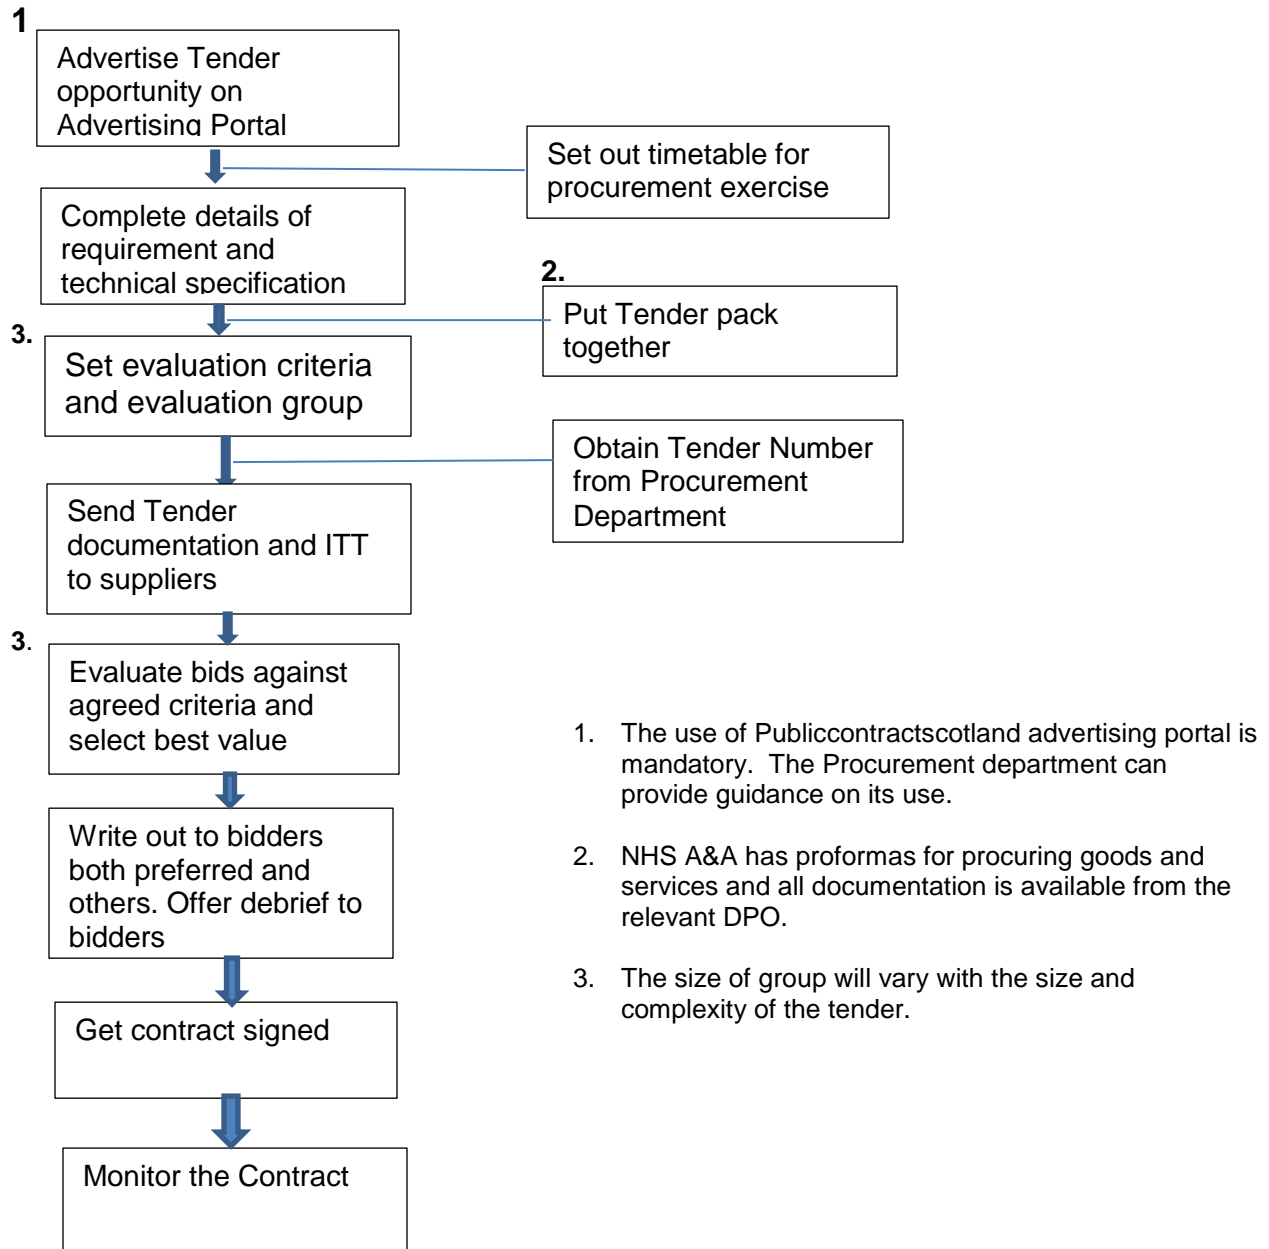 1
Advertise Tender
opportunity on
Advertising Portal
Set out timetable for
procurement exercise
Complete details of
requirement and
technical specification
2.
Put Tender pack
together
3.
Set evaluation criteria
and evaluation group
Obtain Tender Number
from Procurement
Department
Send Tender
documentation and ITT
to suppliers
3.
Evaluate bids against
agreed criteria and
select best value
Write out to bidders
both preferred and
others. Offer debrief to
bidders
Get contract signed
Monitor the Contract
1. The use of Publiccontractscotland advertising portal is
mandatory. The Procurement department can
provide guidance on its use.
2. NHS A&A has proformas for procuring goods and
services and all documentation is available from the
relevant DPO.
3. The size of group will vary with the size and
complexity of the tender.